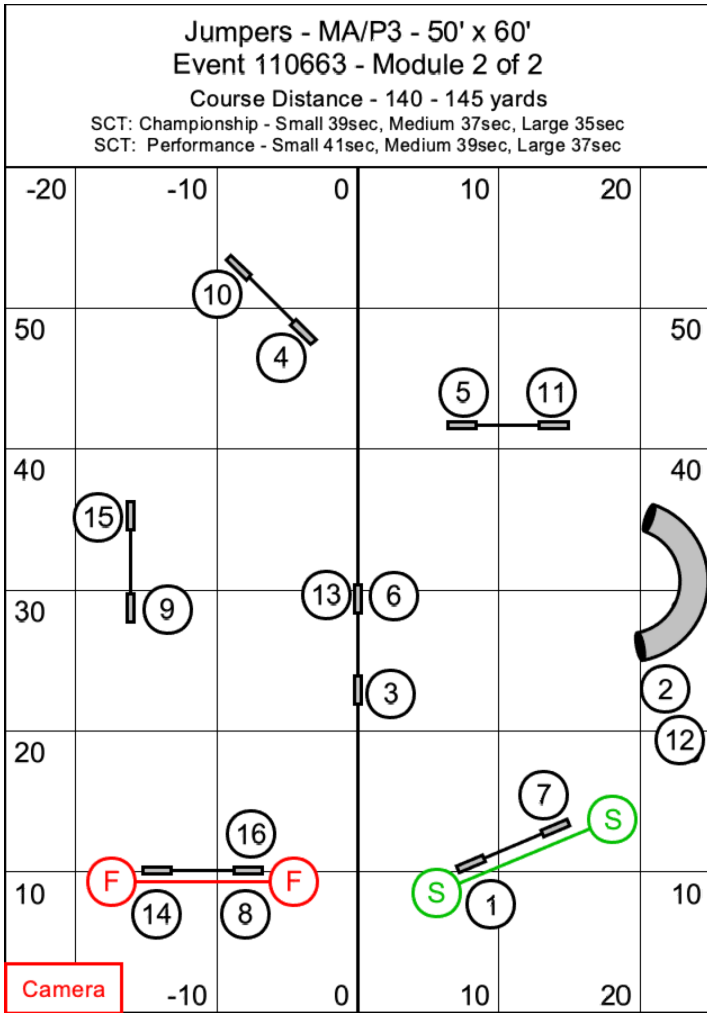 Jumpers - MA/P3 - 50' x 60'
Event 110663 - Module 2 of 2
Course Distance - 140 - 145 yards
SCT: Championship - Small 39sec, Medium 37sec, Large 35sec
SCT: Performance - Small 41sec, Medium 39sec, Large 37sec
-20 -10 0 10 20
10
50 50
4
5 11
40 40
15
9
13 6
30
3
2
20
12
7
S
16
F F
S
10 10
14 8
1
Camera
-10 0 10 20